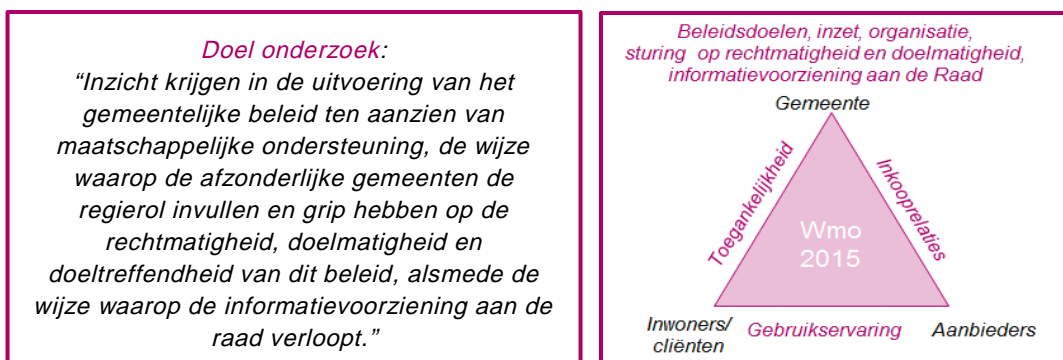 Doel onderzoek:
“Inzicht krijgen in de uitvoering van het
gemeentelijke beleid ten aanzien van
maatschappelijke ondersteuning, de wijze
waarop de afzonderlijke gemeenten de
regierol invullen en grip hebben op de
rechtmatigheid, doelmatigheid en
doeltreffendheid van dit beleid, alsmede de
wijze waarop de informatievoorziening aan de
raad verloopt.”
Beleidsdoelen, inzet, organisatie,
sturing op rechtmatigheid en doelmatigheid,
informatievoorziening aan de Raad
Gemeente
Toegankelijkheid
Inkooprelaties
Wmo
2015
Inwoners/
cliënten
Gebruikservaring
Aanbieders